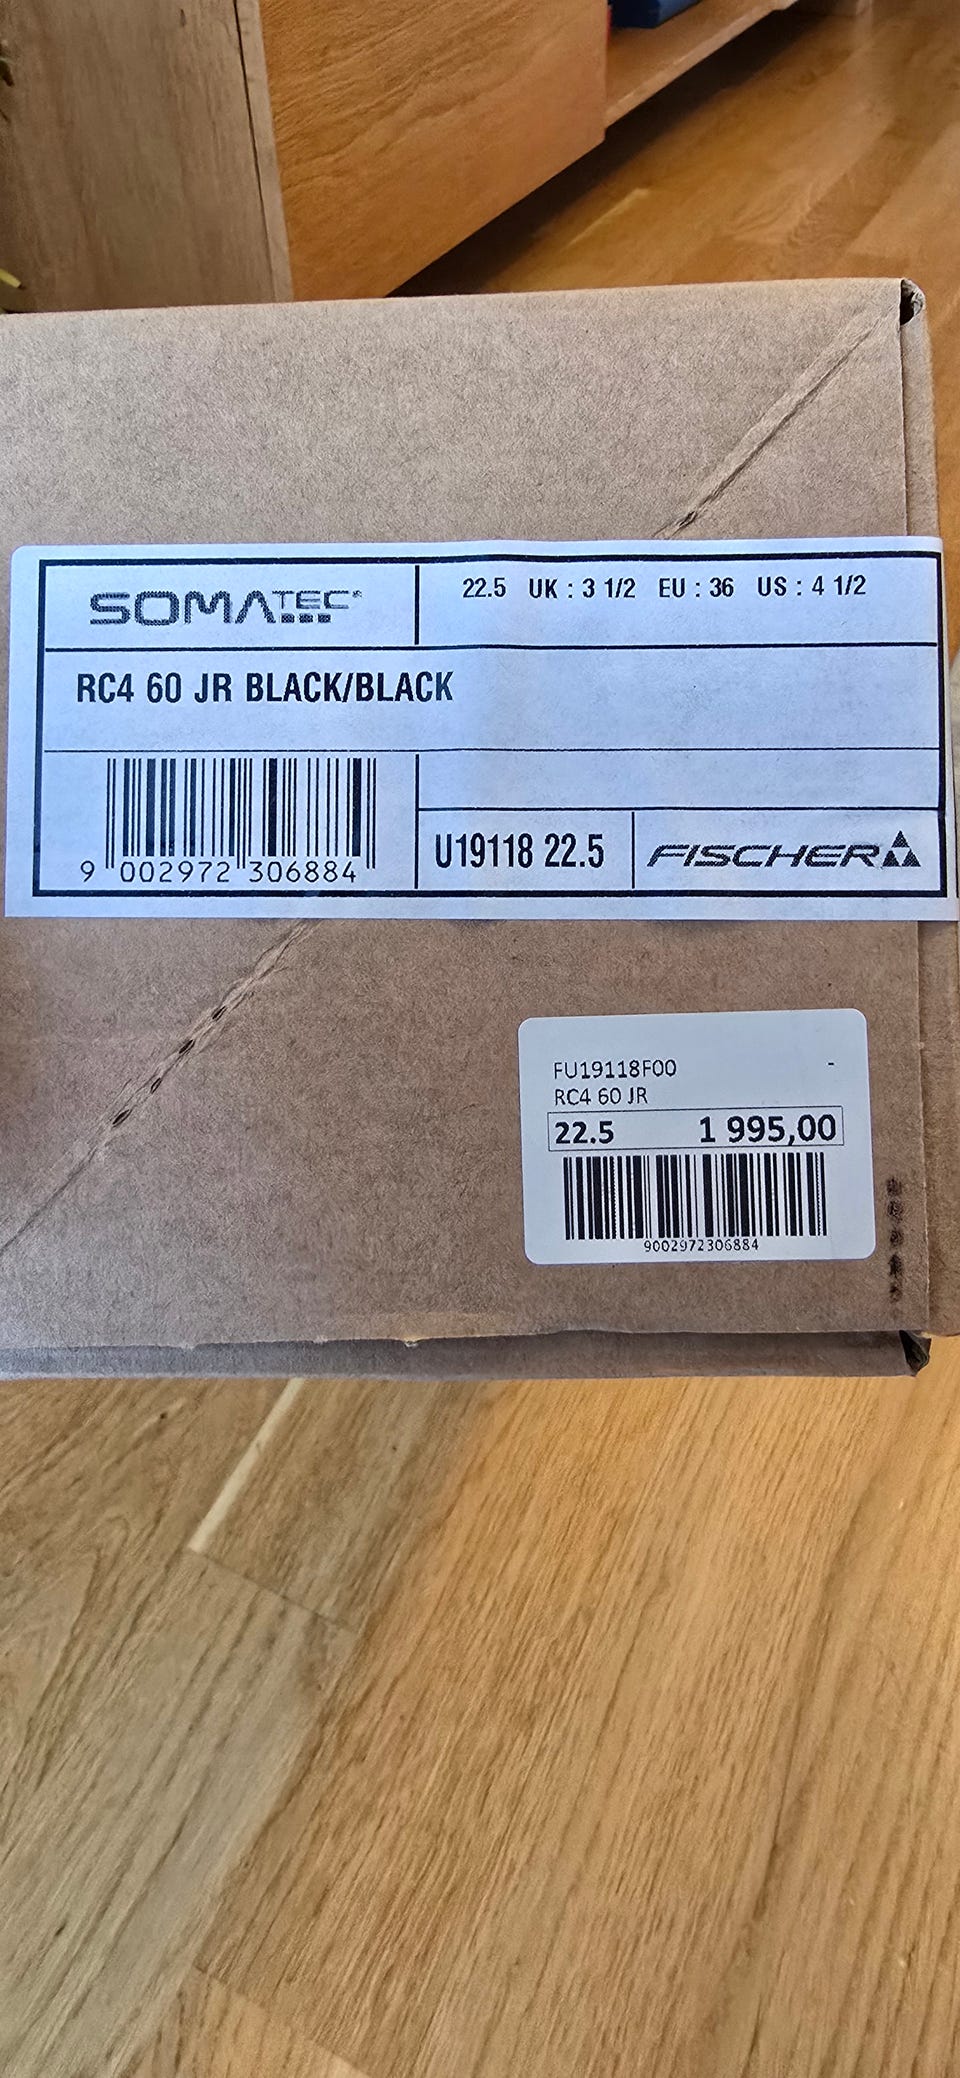 SOMATEC®
22.5 UK : 3 1/2 EU : 36 US : 4 1/2
RC4 60 JR BLACK/BLACK
9 002972 306884
U19118 22.5
FISCHER
FU19118F00 -
RC4 60 JR
22.5 1 995,00
9002972306884